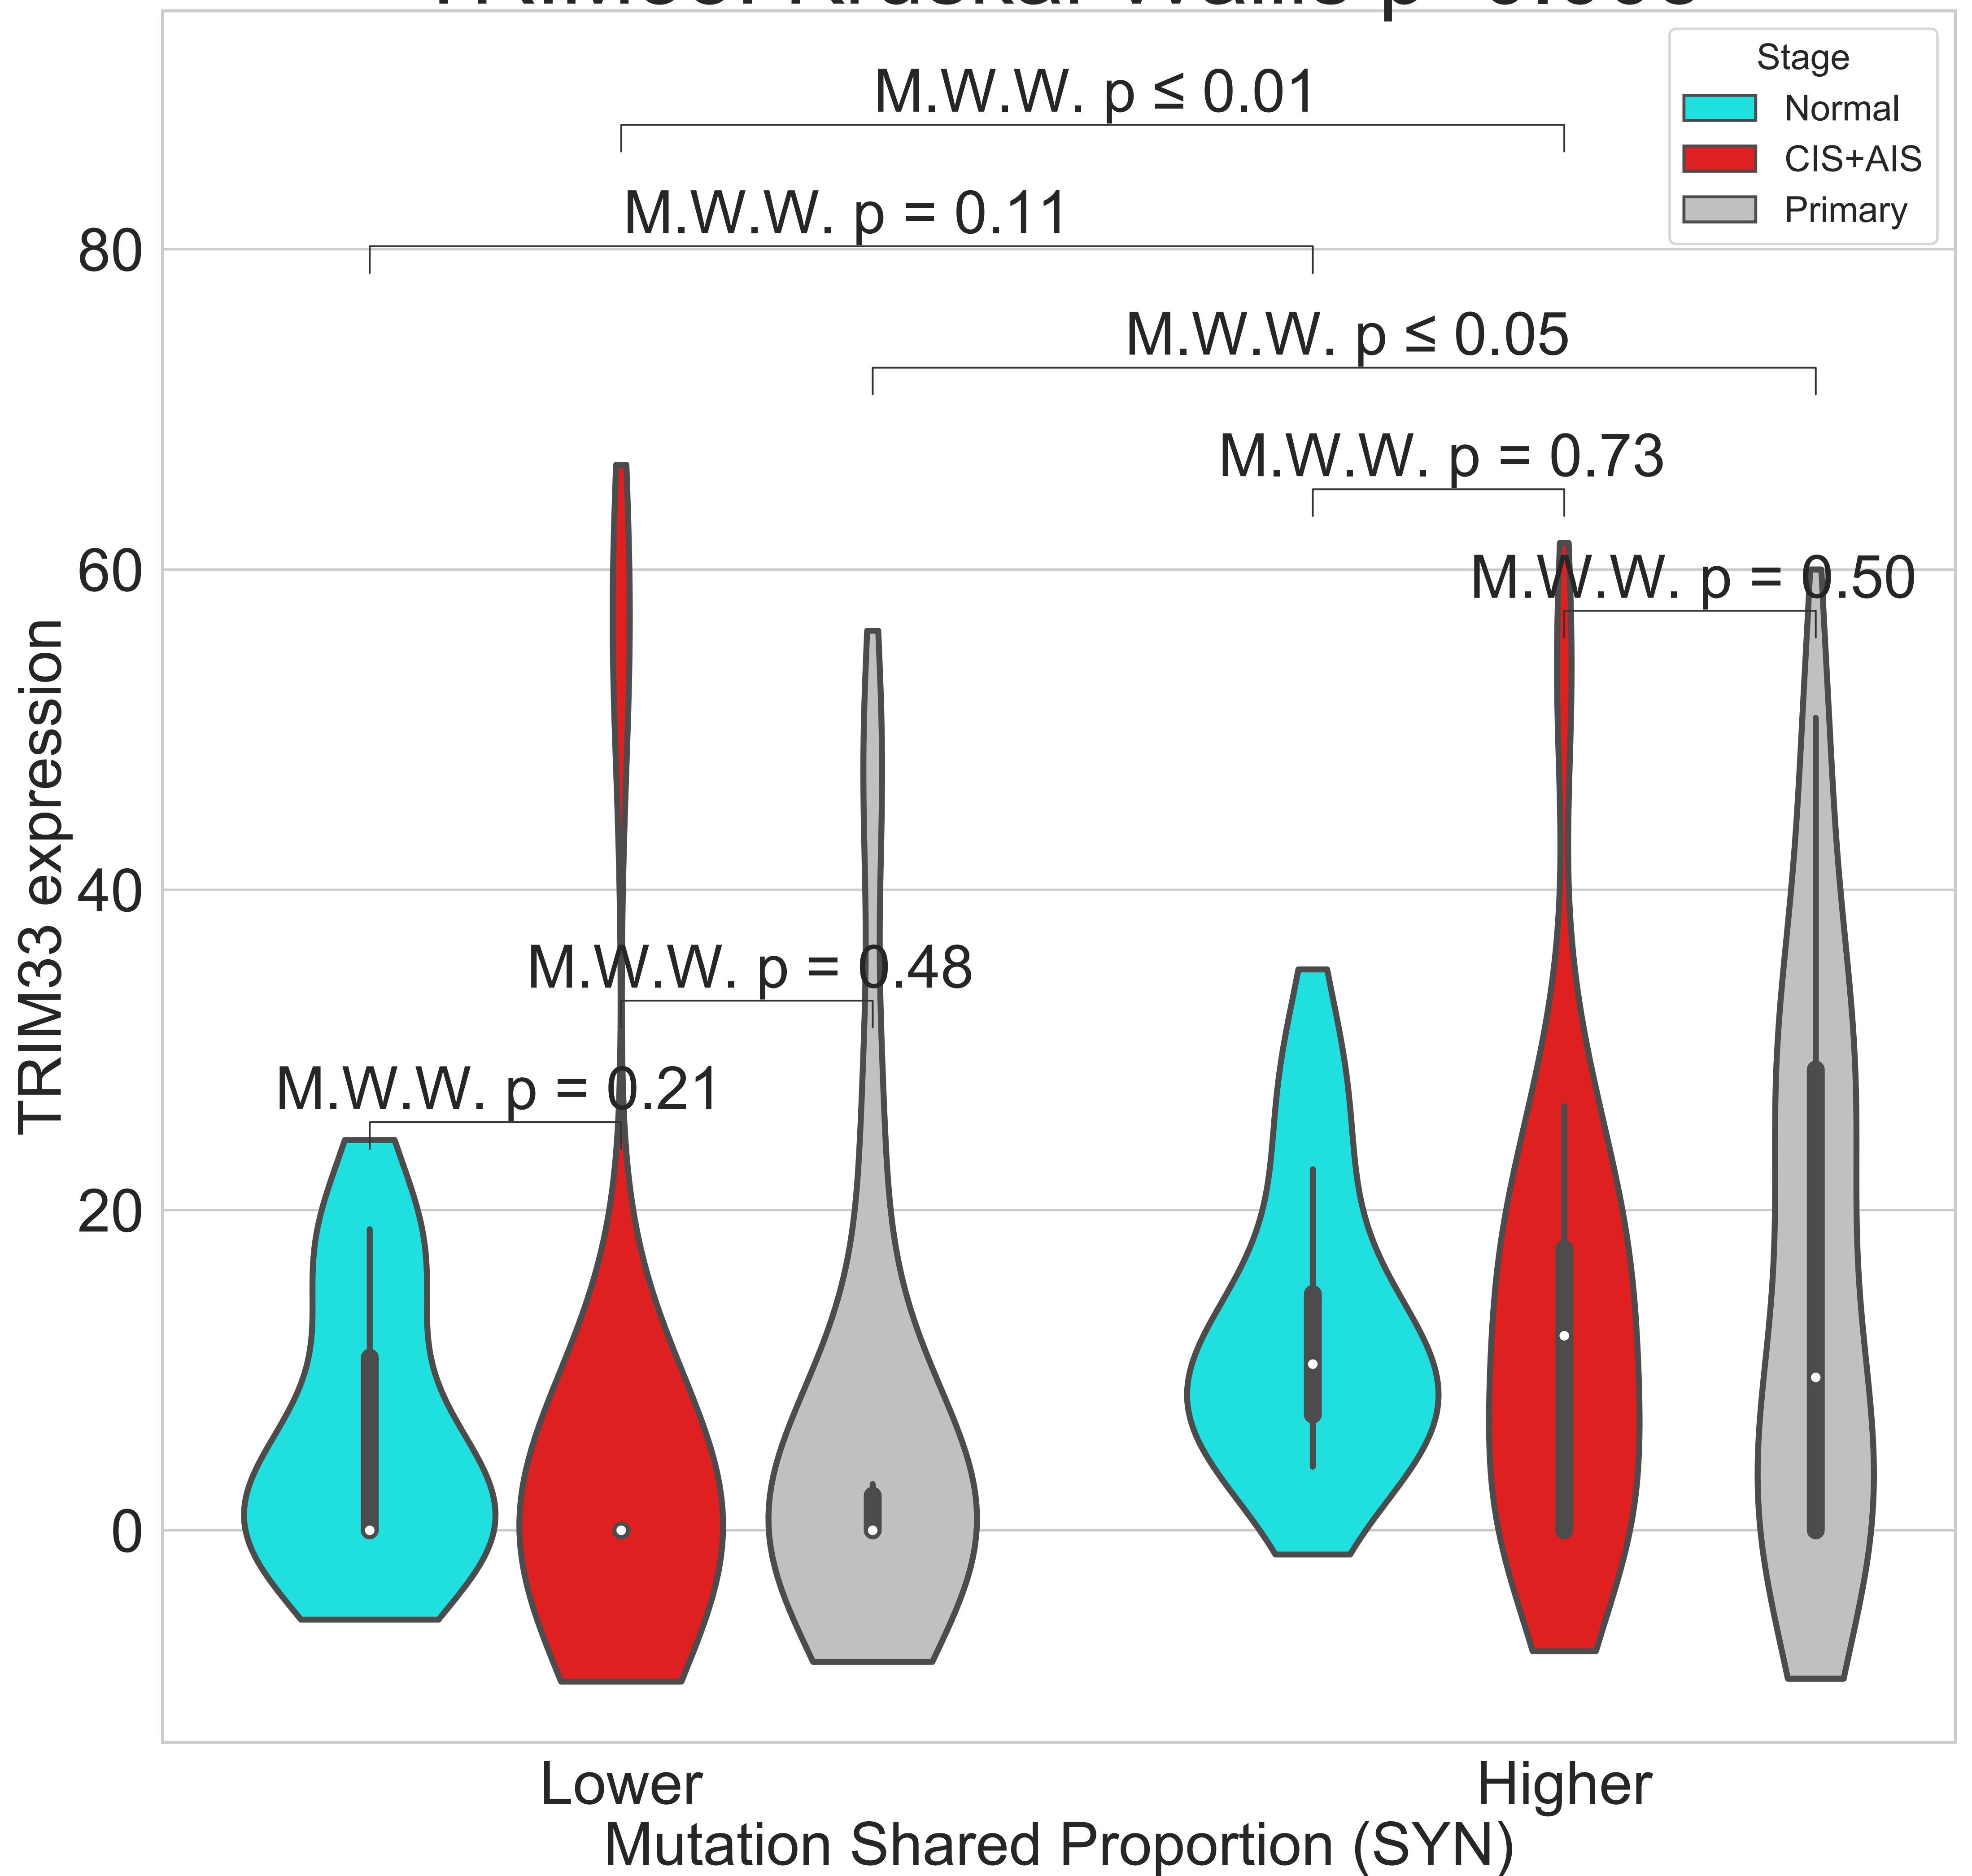 Stage
Normal
CIS+AIS
Primary
M.W.W. p ≤ 0.01
M.W.W. p = 0.11
M.W.W. p ≤ 0.05
M.W.W. p = 0.73
M.W.W. p = 0.50
M.W.W. p = 0.48
M.W.W. p = 0.21
80
60
40
20
0
TRIM33 expression
Lower
Higher
Mutation Shared Proportion (SYN)